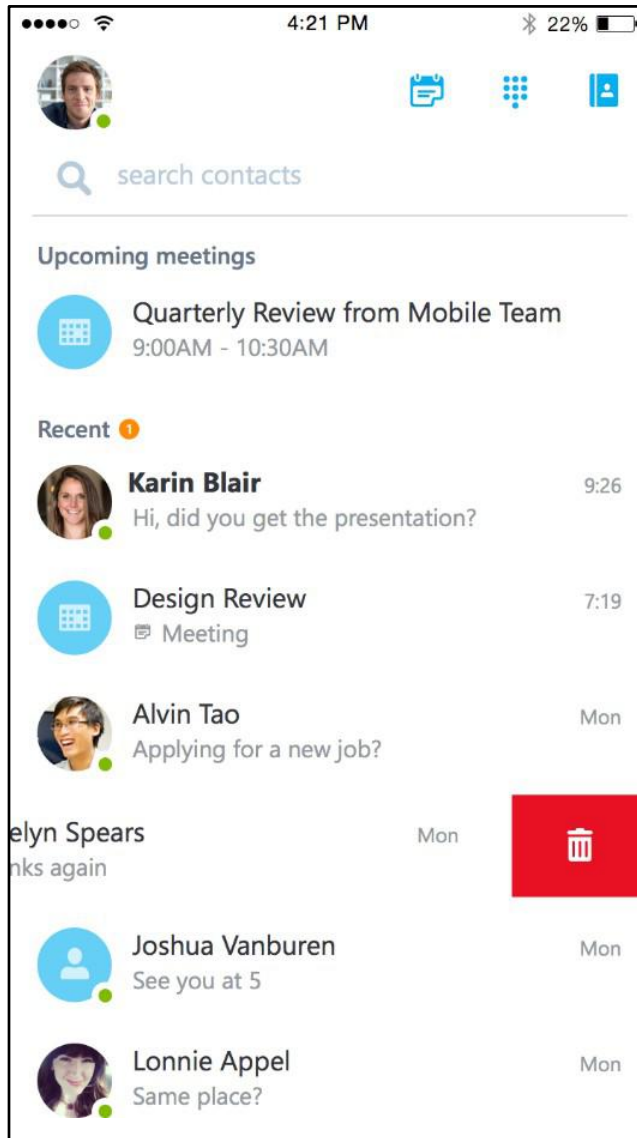 4:21 PM
22%
search contacts
Upcoming meetings
Quarterly Review from Mobile Team
9:00AM - 10:30AM
Recent 1
Karin Blair 9:26
Hi, did you get the presentation?
Design Review 7:19
Meeting
Alvin Tao Mon
Applying for a new job?
elyn Spears Mon
nks again
Joshua Vanburen Mon
See you at 5
Lonnie Appel Mon
Same place?